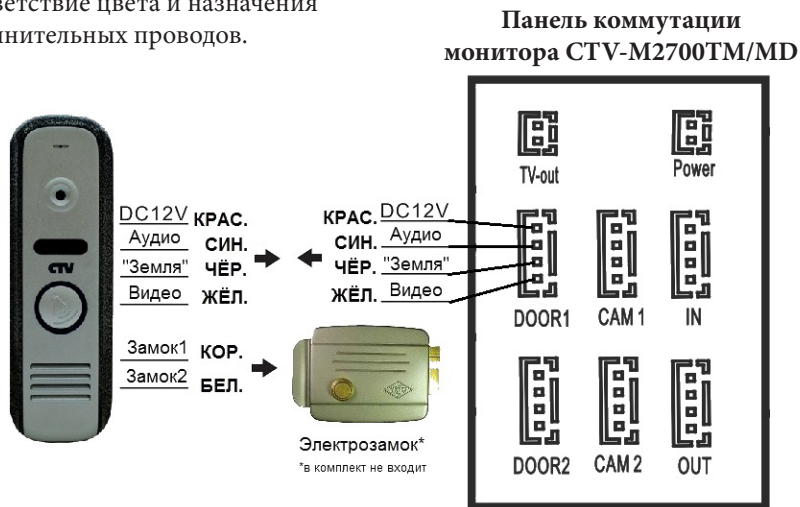 ветствие цвета и назначения
нительных проводов.
Панель коммутации
монитора CTV-M2700TM/MD
TV-out
Power
DC12V КРАС.
Аудио СИН.
"Земля" ЧЁР.
Видео ЖЁЛ.
КРАС. DC12V
СИН. Аудио
ЧЁР. "Земля"
ЖЁЛ. Видео
CTV
DOOR1
CAM 1
IN
Замок1 КОР.
Замок2 БЕЛ.
Электрозамок*
*в комплект не входит
DOOR2
CAM 2
OUT